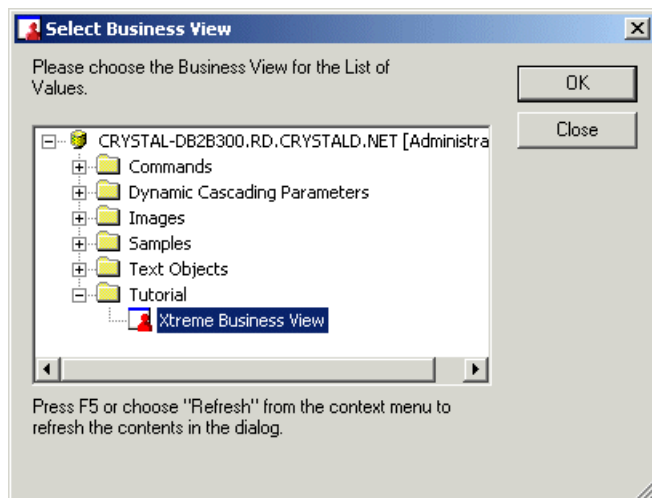 Select Business View
Please choose the Business View for the List of
Values.
OK
Close
CRYSTAL-DB2B300.RD.CRYSTALD.NET [Administra
Commands
Dynamic Cascading Parameters
Images
Samples
Text Objects
Tutorial
Xtreme Business View
Press F5 or choose "Refresh" from the context menu to
refresh the contents in the dialog.